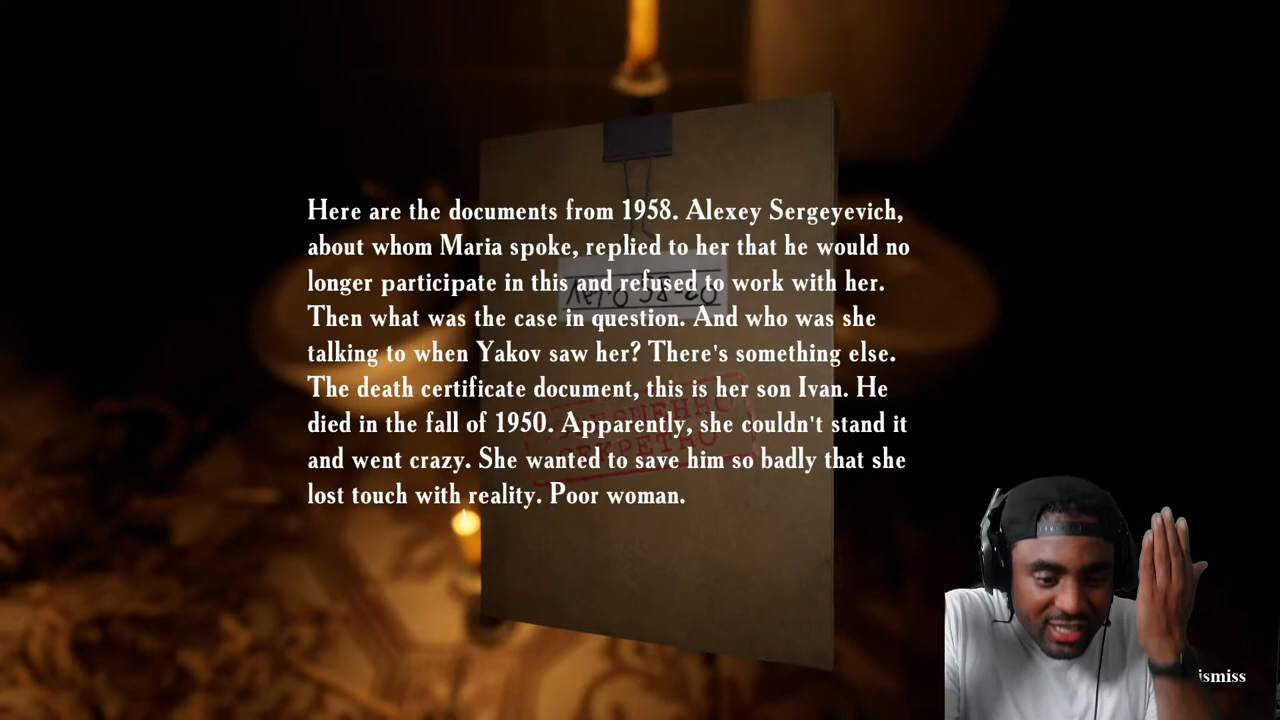 Here are the documents from 1958. Alexey Sergeyevich,
about whom Maria spoke, replied to her that he would no
longer participate in this and refused to work with her.
Then what was the case in question. And who was she
talking to when Yakov saw her? There's something else.
The death certificate document, this is her son Ivan. He
died in the fall of 1950. Apparently, she couldn't stand it
and went crazy. She wanted to save him so badly that she
lost touch with reality. Poor woman.
СЕКРЕТНО
ismiss